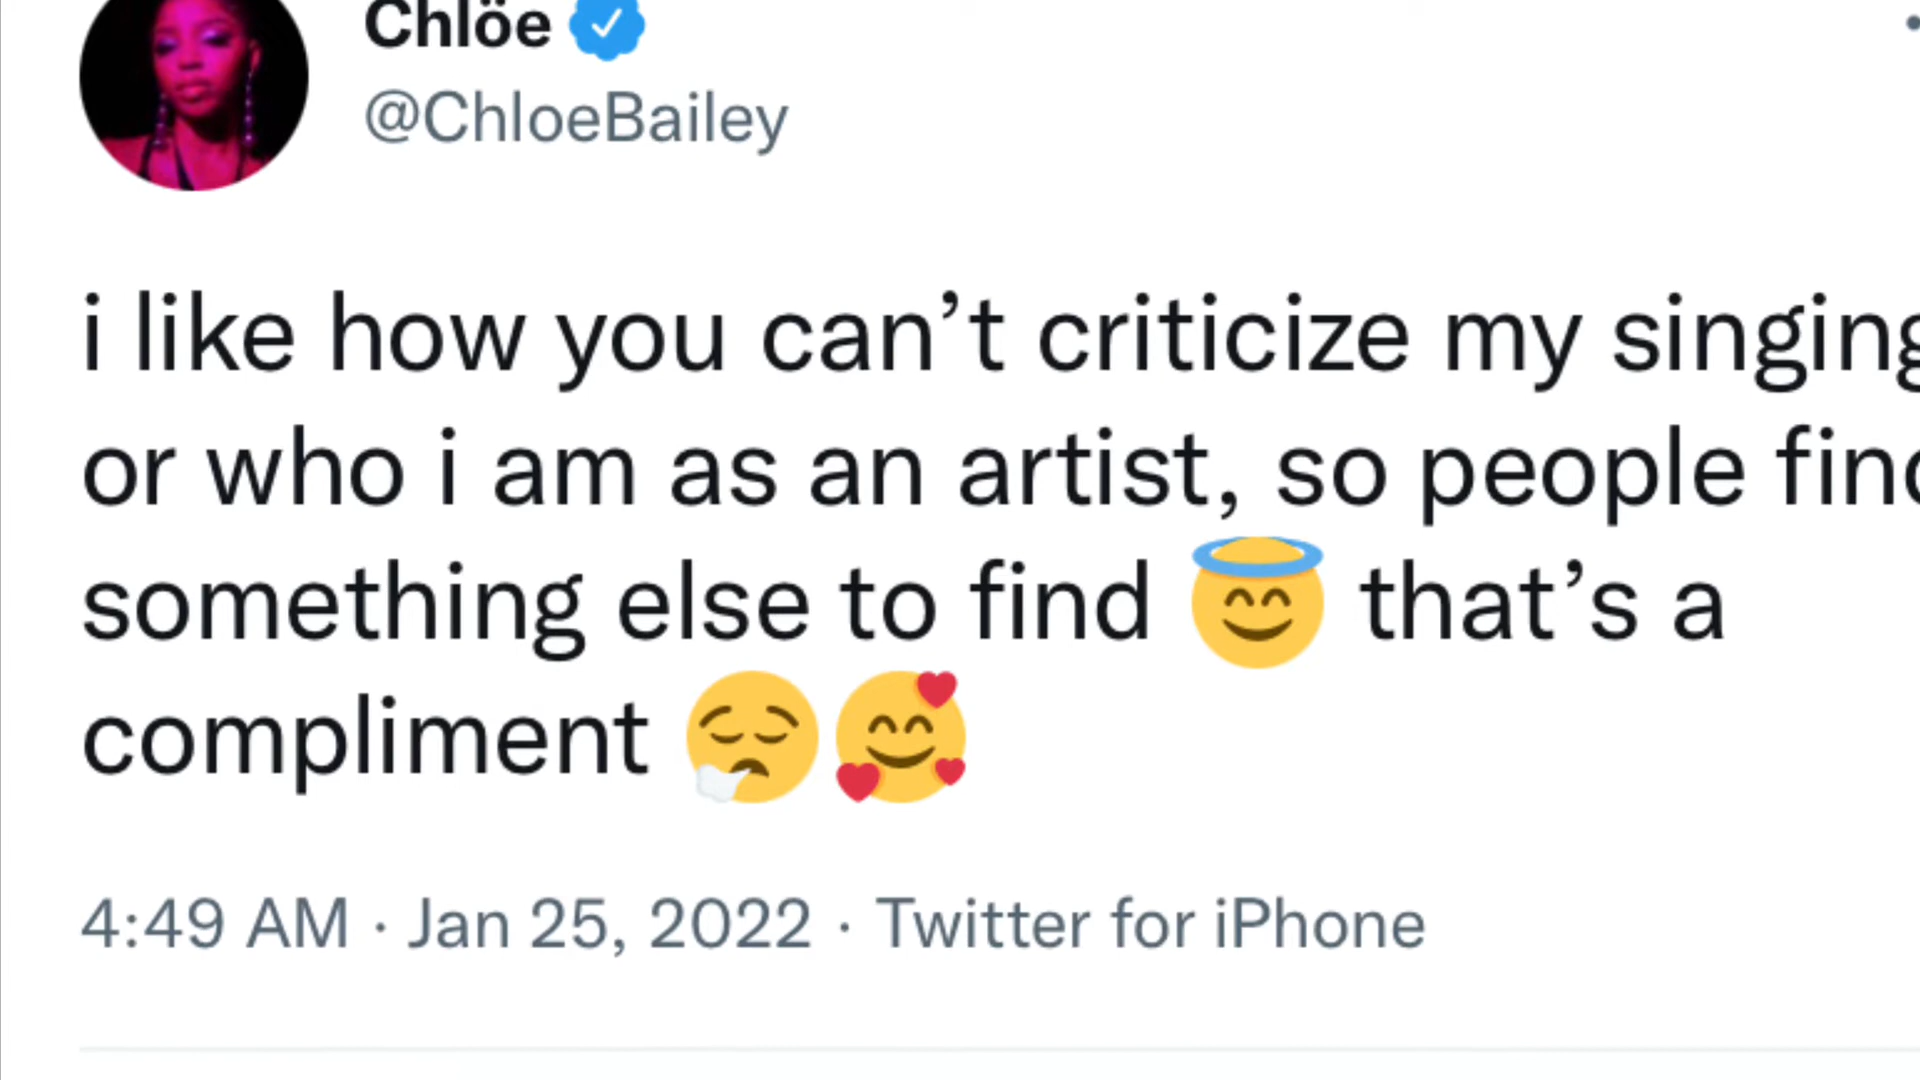 Chlöe
@ChloeBailey
i like how you can’t criticize my singing
or who i am as an artist, so people find
something else to find 😇 that’s a
compliment 😮‍💨🥰
4:49 AM · Jan 25, 2022 · Twitter for iPhone